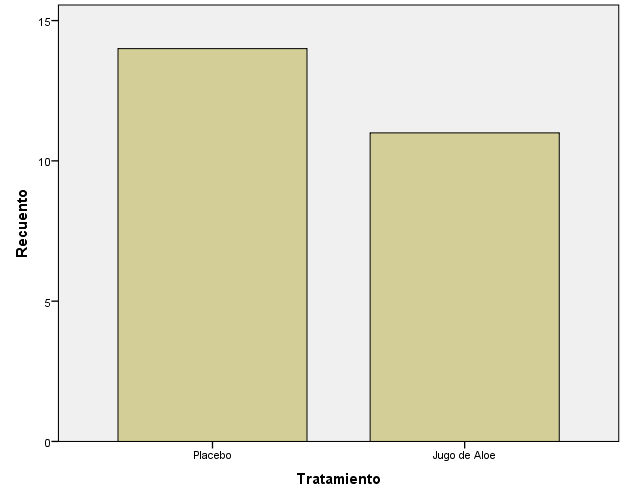 15
10
5
0
Recuento
Placebo
Jugo de Aloe
Tratamiento